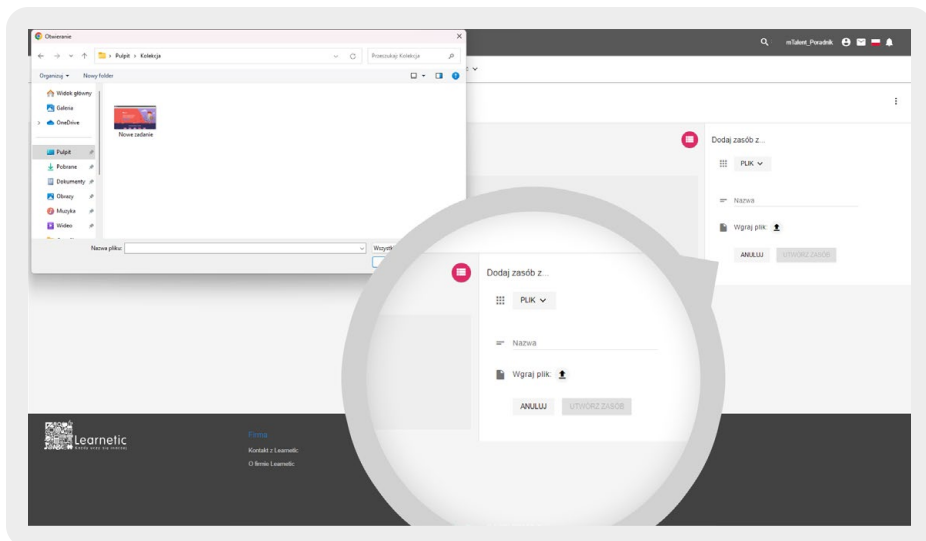 Otwieranie
Pulpit › Kolekcja
Przeszukaj: Kolekcja
Organizuj
Nowy folder
Widok główny
Galeria
OneDrive
Pulpit
Pobrane
Dokumenty
Obrazy
Muzyka
Wideo
Nowe zadanie
Nazwa pliku:
mTalent_Poradnik
Dodaj zasób z...
PLIK
Nazwa
Wgraj plik:
ANULUJ
UTWÓRZ ZASÓB
Dodaj zasób z...
PLIK
Nazwa
Wgraj plik:
ANULUJ
UTWÓRZ ZASÓB
Learnetic
Firma
Kontakt z Learnetic
O firmie Learnetic